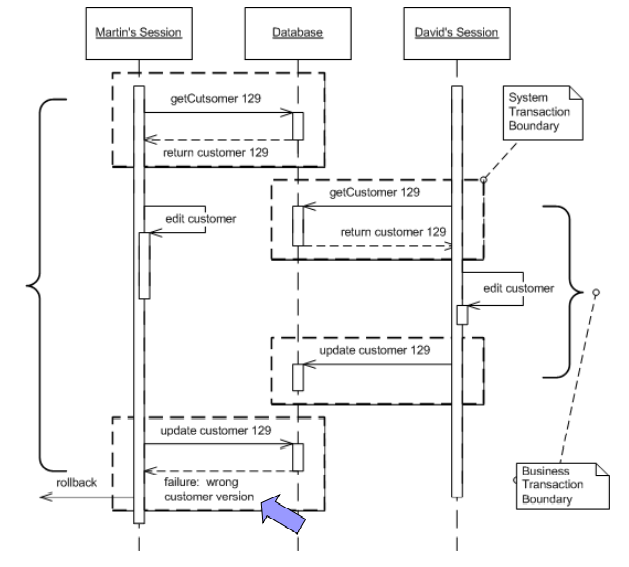 Martin's Session
Database
David's Session
getCutsomer 129
return customer 129
System
Transaction
Boundary
getCustomer 129
return customer 129
edit customer
edit customer
update customer 129
update customer 129
failure: wrong
customer version
rollback
Business
Transaction
Boundary